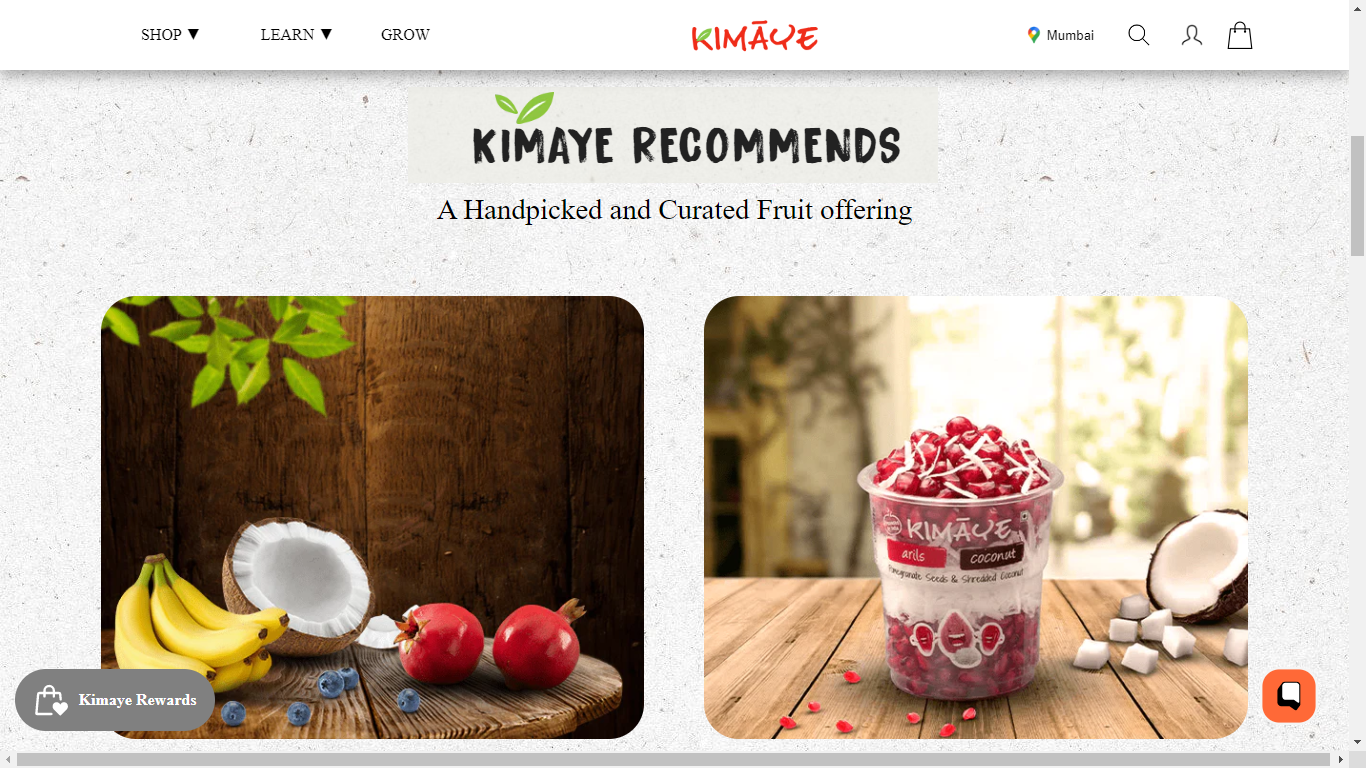 SHOP ▼
LEARN ▼
GROW
KIMĀYE
Mumbai
KIMAYE RECOMMENDS
A Handpicked and Curated Fruit offering
KIMĀYE
arils
coconut
Pomegranate Seeds & Shredded Coconut
Kimaye Rewards